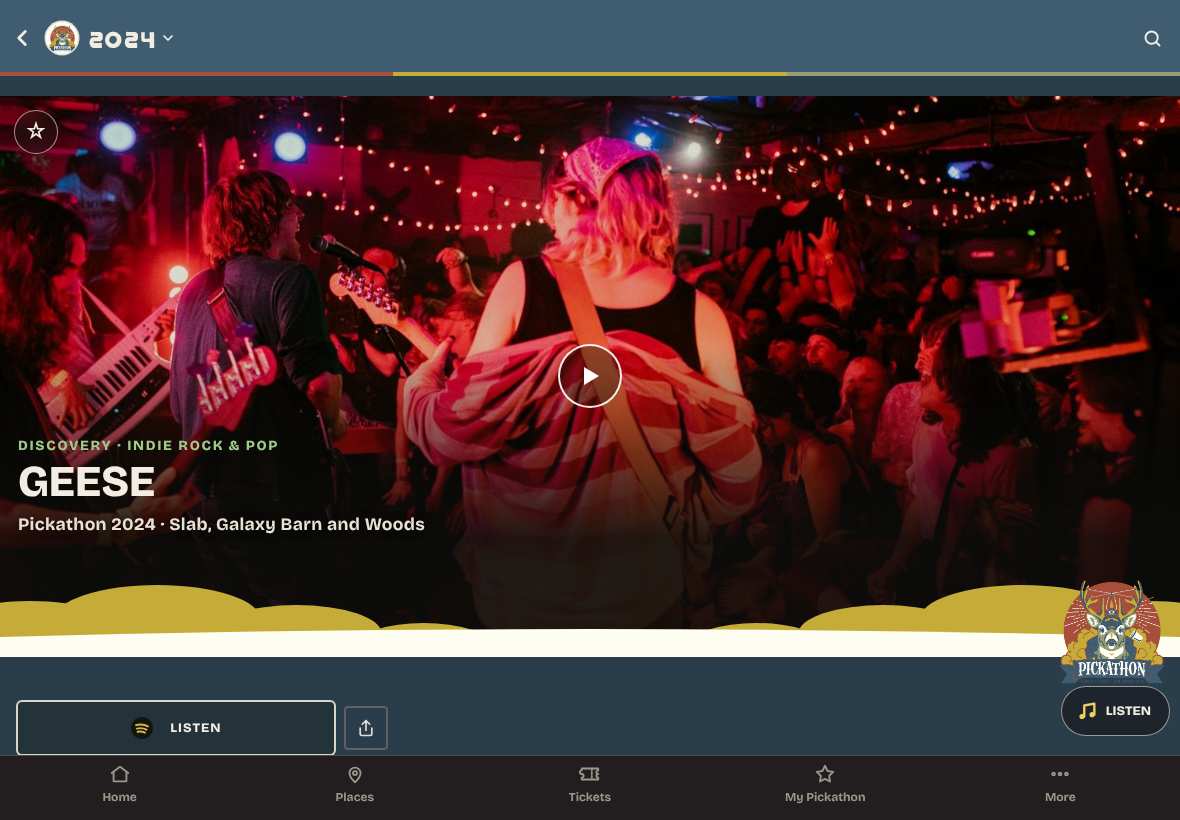 2024
DISCOVERY · INDIE ROCK & POP
GEESE
Pickathon 2024 · Slab, Galaxy Barn and Woods
PICKATHON
LISTEN
LISTEN
Home
Places
Tickets
My Pickathon
More